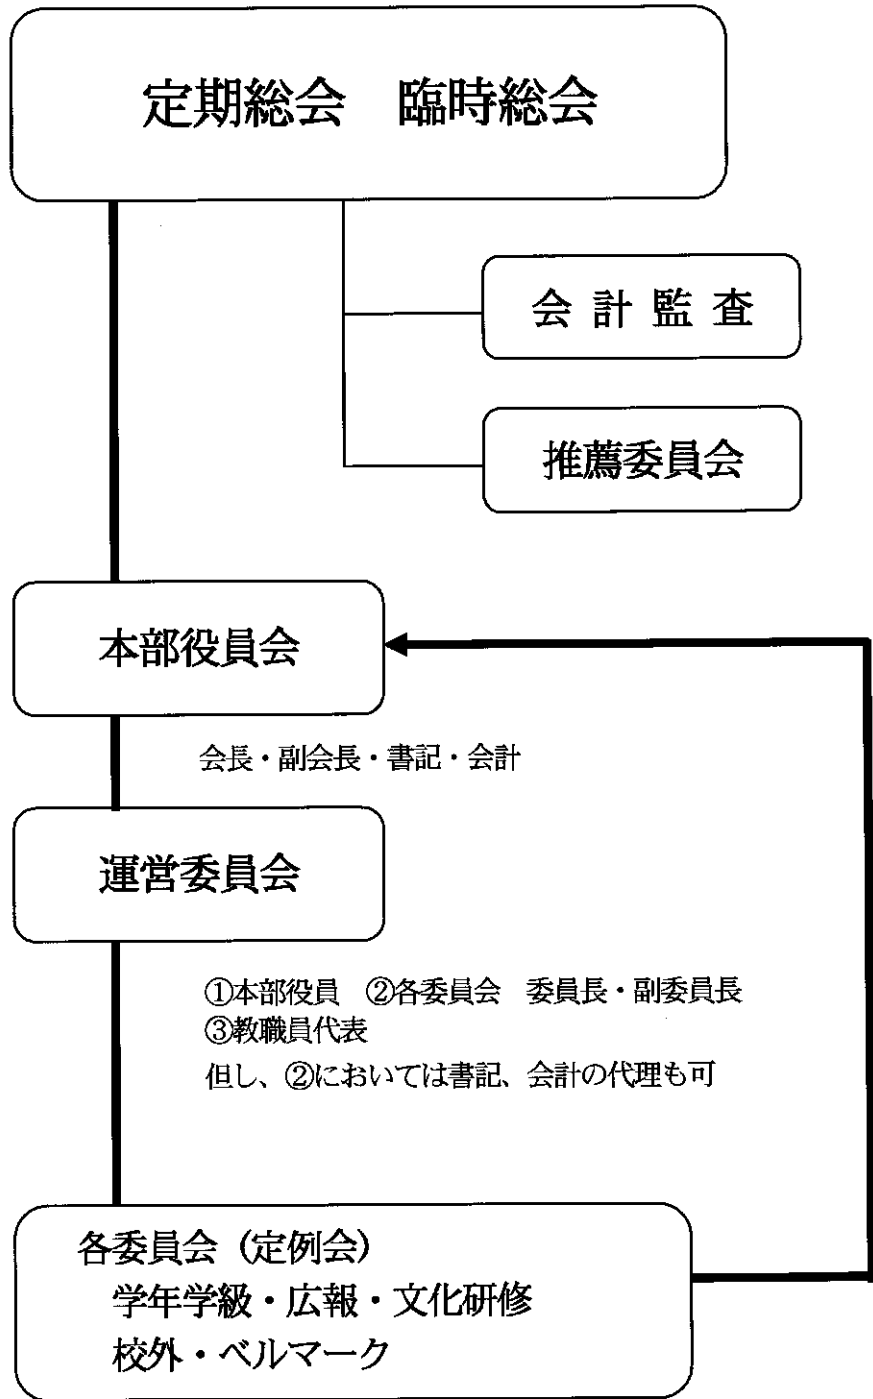 定期総会　臨時総会
会 計 監 査
推薦委員会
本部役員会
会長・副会長・書記・会計
運営委員会
①本部役員　②各委員会　委員長・副委員長
③教職員代表
但し、②においては書記、会計の代理も可
各委員会（定例会）
学年学級・広報・文化研修
校外・ベルマーク